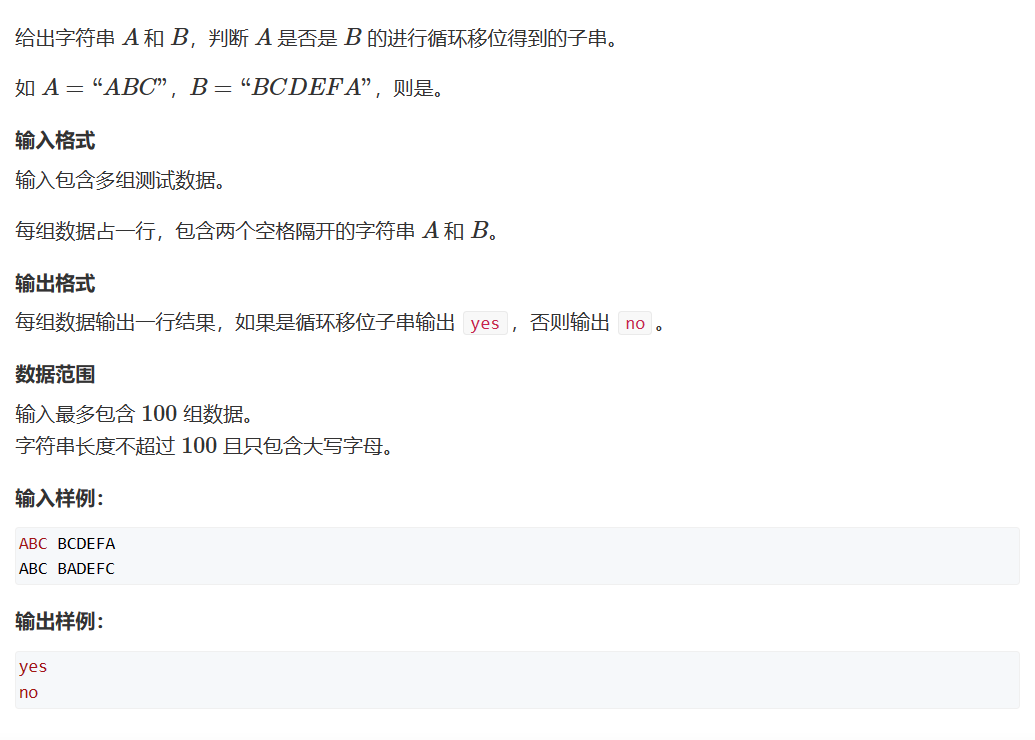 给出字符串 A 和 B，判断 A 是否是 B 的进行循环移位得到的子串。
如 A = “ABC”，B = “BCDEFA”，则是。
输入格式
输入包含多组测试数据。
每组数据占一行，包含两个空格隔开的字符串 A 和 B。
输出格式
每组数据输出一行结果，如果是循环移位子串输出 yes ，否则输出 no 。
数据范围
输入最多包含 100 组数据。
字符串长度不超过 100 且只包含大写字母。
输入样例：
ABC BCDEFA
ABC BADEFC
输出样例：
yes
no